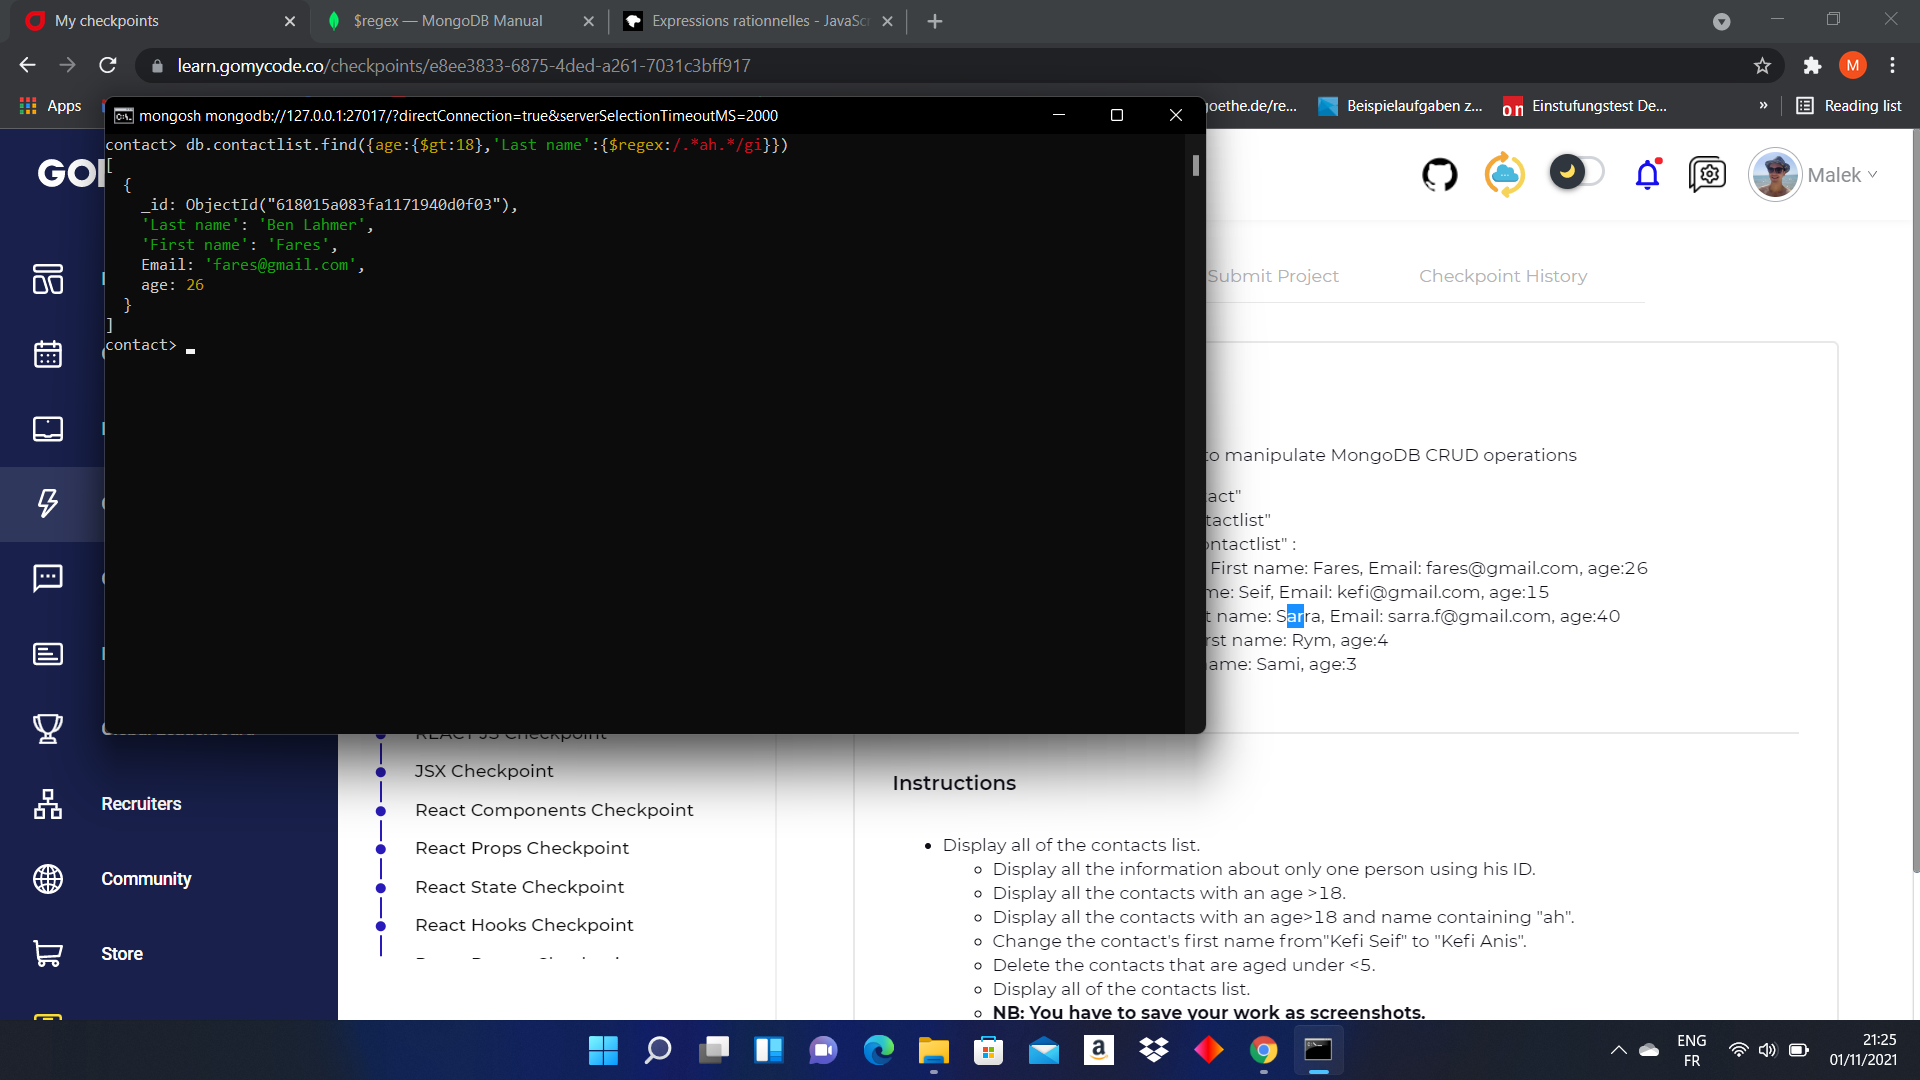 My checkpoints
$regex — MongoDB Manual
Expressions rationnelles - JavaSc
learn.gomycode.co/checkpoints/e8ee3833-6875-4ded-a261-7031c3bff917
M
Apps
goethe.de/re...
Beispielaufgaben z...
Einstufungstest De...
»
Reading list
mongosh mongodb://127.0.0.1:27017/?directConnection=true&serverSelectionTimeoutMS=2000
contact> db.contactlist.find({age:{$gt:18},'Last name':{$regex:/.*ah.*/gi}})
[
{
_id: ObjectId("618015a083fa1171940d0f03"),
'Last name': 'Ben Lahmer',
'First name': 'Fares',
Email: 'fares@gmail.com',
age: 26
}
]
contact>
GO
Malek
Submit Project
Checkpoint History
to manipulate MongoDB CRUD operations
act"
tactlist"
ontactlist" :
First name: Fares, Email: fares@gmail.com, age:26
me: Seif, Email: kefi@gmail.com, age:15
t name: Sarra, Email: sarra.f@gmail.com, age:40
rst name: Rym, age:4
ame: Sami, age:3
REACT JS Checkpoint
JSX Checkpoint
React Components Checkpoint
React Props Checkpoint
React State Checkpoint
React Hooks Checkpoint
Recruiters
Community
Store
Instructions
Display all of the contacts list.
Display all the information about only one person using his ID.
Display all the contacts with an age >18.
Display all the contacts with an age>18 and name containing "ah".
Change the contact's first name from"Kefi Seif" to "Kefi Anis".
Delete the contacts that are aged under <5.
Display all of the contacts list.
NB: You have to save your work as screenshots.
ENG
FR
21:25
01/11/2021